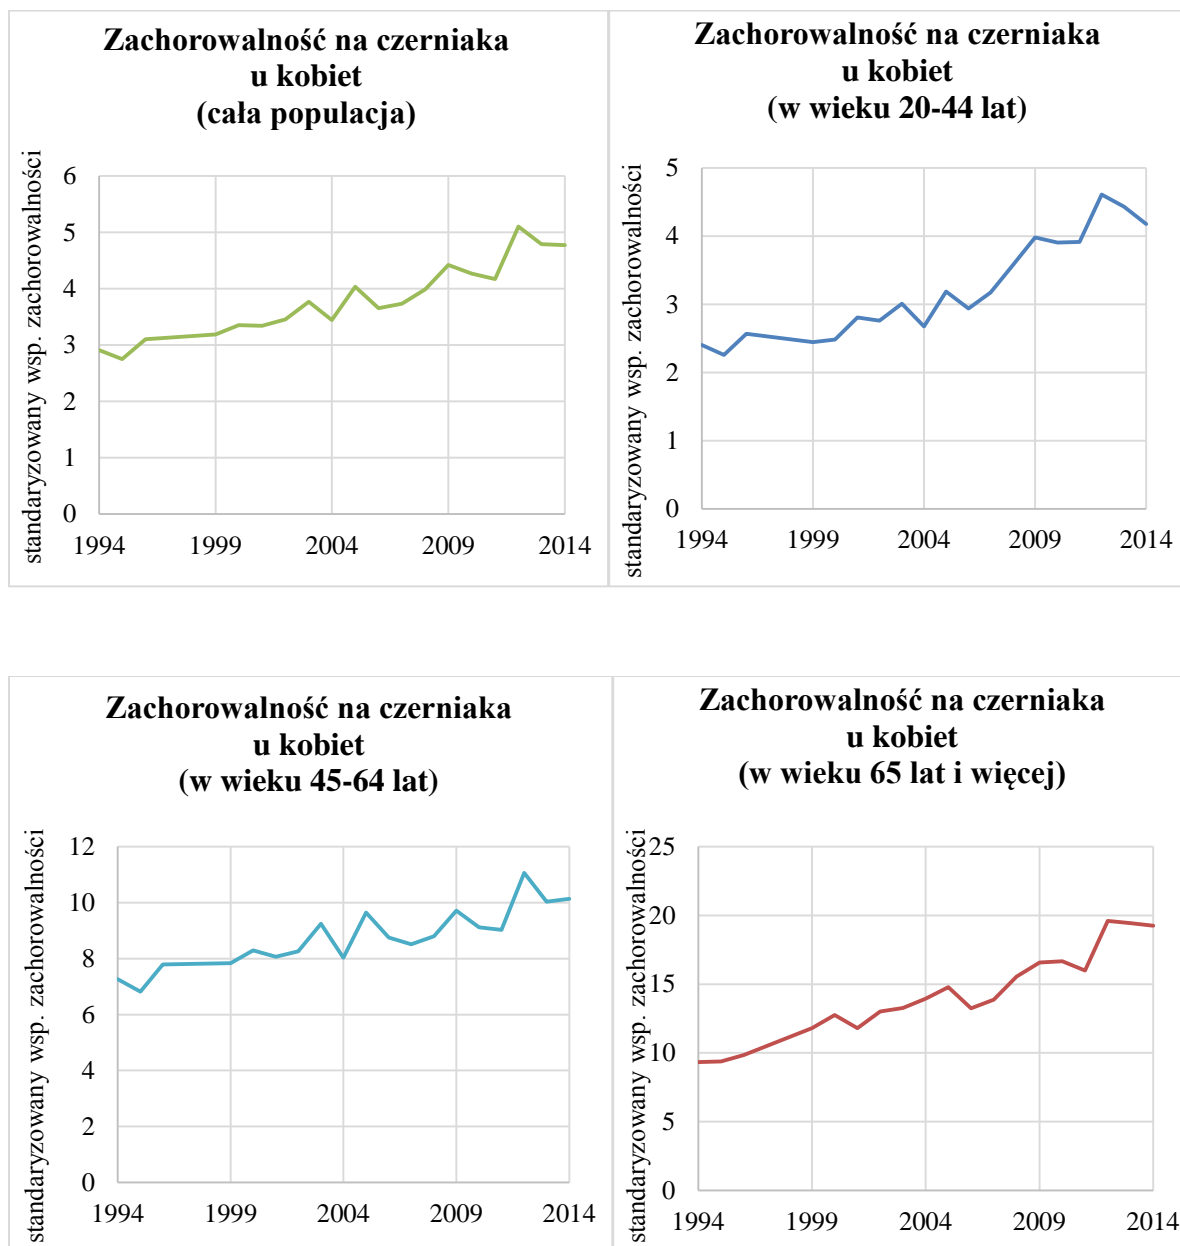 Zachorowalność na czerniaka
u kobiet
(cała populacja)
standaryzowany wsp. zachorowalności
6
5
4
3
2
1
0
1994 1999 2004 2009 2014
Zachorowalność na czerniaka
u kobiet
(w wieku 20-44 lat)
standaryzowany wsp. zachorowalności
5
4
3
2
1
0
1994 1999 2004 2009 2014
Zachorowalność na czerniaka
u kobiet
(w wieku 45-64 lat)
standaryzowany wsp. zachorowalności
12
10
8
6
4
2
0
1994 1999 2004 2009 2014
Zachorowalność na czerniaka
u kobiet
(w wieku 65 lat i więcej)
standaryzowany wsp. zachorowalności
25
20
15
10
5
0
1994 1999 2004 2009 2014